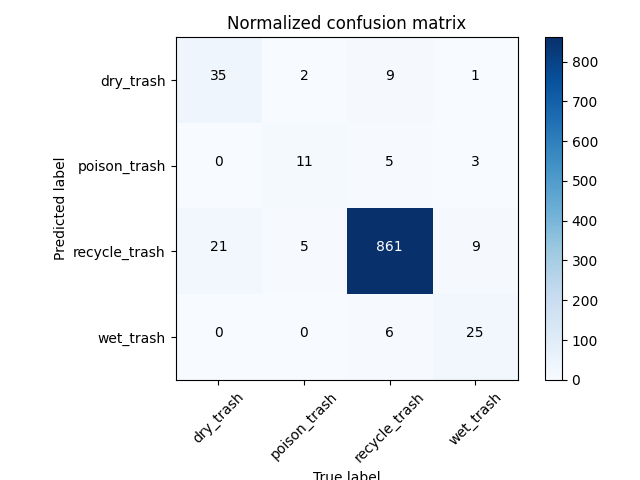 Normalized confusion matrix
dry_trash 35 2 9 1
poison_trash 0 11 5 3
recycle_trash 21 5 861 9
wet_trash 0 0 6 25
dry_trash poison_trash recycle_trash wet_trash
True label
Predicted label
800
700
600
500
400
300
200
100
0